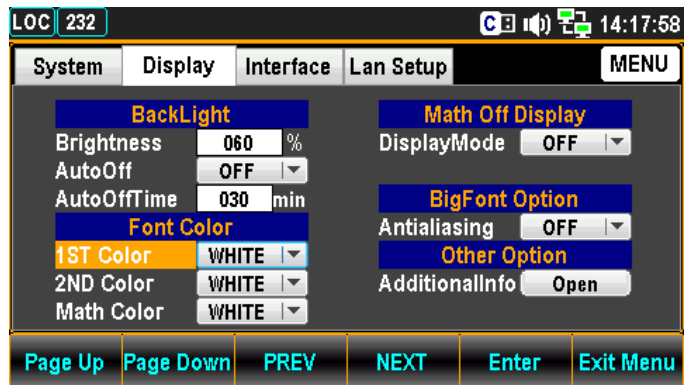 LOC 232 C 14:17:58
System Display Interface Lan Setup MENU
BackLight
Brightness 060 %
AutoOff OFF
AutoOffTime 030 min
Font Color
1ST Color WHITE
2ND Color WHITE
Math Color WHITE
Math Off Display
DisplayMode OFF
BigFont Option
Antialiasing OFF
Other Option
AdditionalInfo Open
Page Up Page Down PREV NEXT Enter Exit Menu